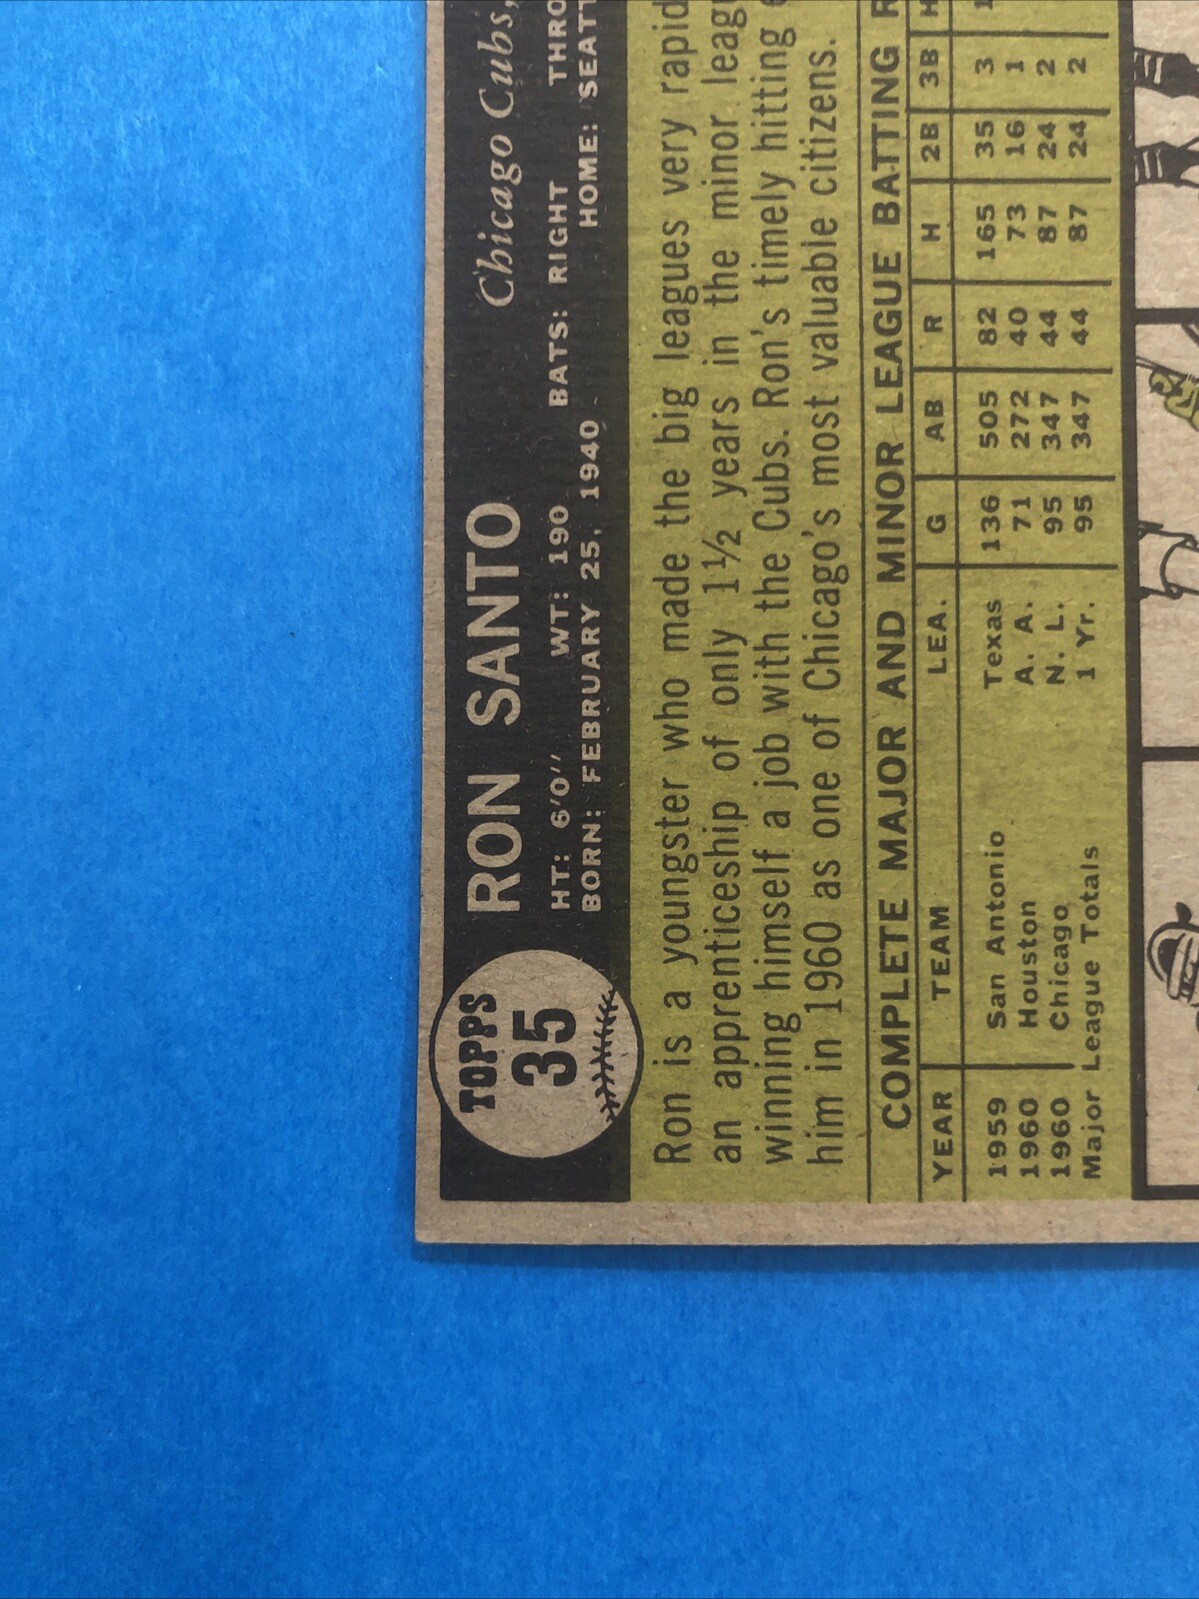 TOPPS
35
RON SANTO Chicago Cubs,
HT: 6'0'' WT: 190 BATS: RIGHT
BORN: FEBRUARY 25, 1940 HOME:
Ron is a youngster who made the big leagues very
an apprenticeship of only 1½ years in the minor
winning himself a job with the Cubs. Ron's timely hitting
him in 1960 as one of Chicago's most valuable citizens.
COMPLETE MAJOR AND MINOR LEAGUE BATTING
YEAR TEAM LEA. G AB R H 2B 3B
1959 San Antonio Texas 136 505 82 165 35 3
1960 Houston A. A. 71 272 40 73 16 1
1960 Chicago N. L. 95 347 44 87 24 2
Major League Totals 1 Yr. 95 347 44 87 24 2